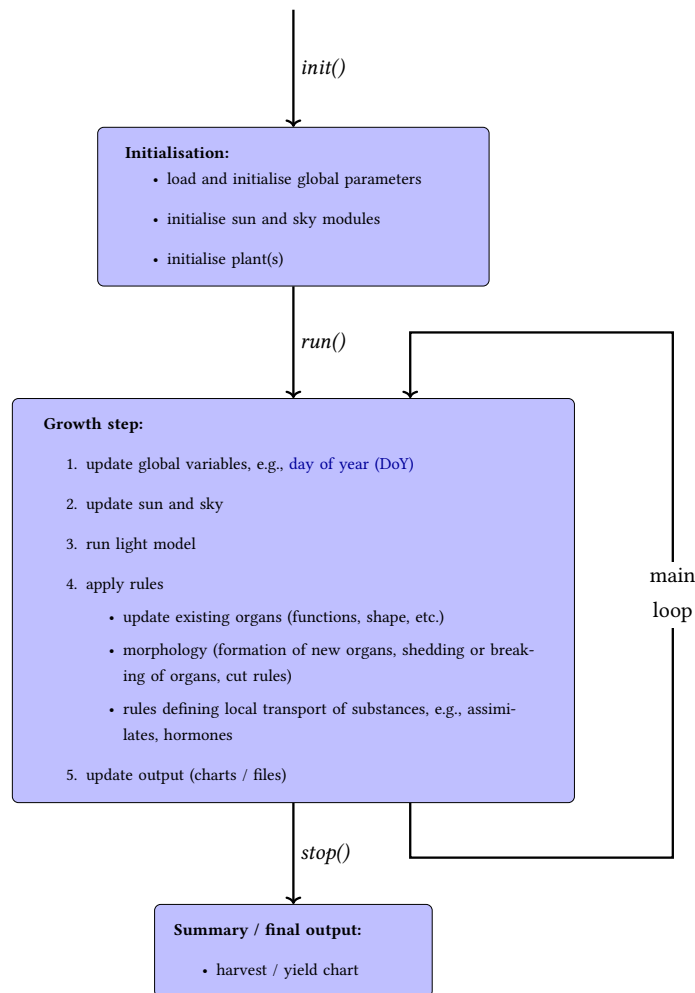 init()
Initialisation:
• load and initialise global parameters
• initialise sun and sky modules
• initialise plant(s)
run()
Growth step:
1. update global variables, e.g., day of year (DoY)
2. update sun and sky
3. run light model
4. apply rules
• update existing organs (functions, shape, etc.)
• morphology (formation of new organs, shedding or break-
ing of organs, cut rules)
• rules defining local transport of substances, e.g., assimi-
lates, hormones
5. update output (charts / files)
main
loop
stop()
Summary / final output:
• harvest / yield chart